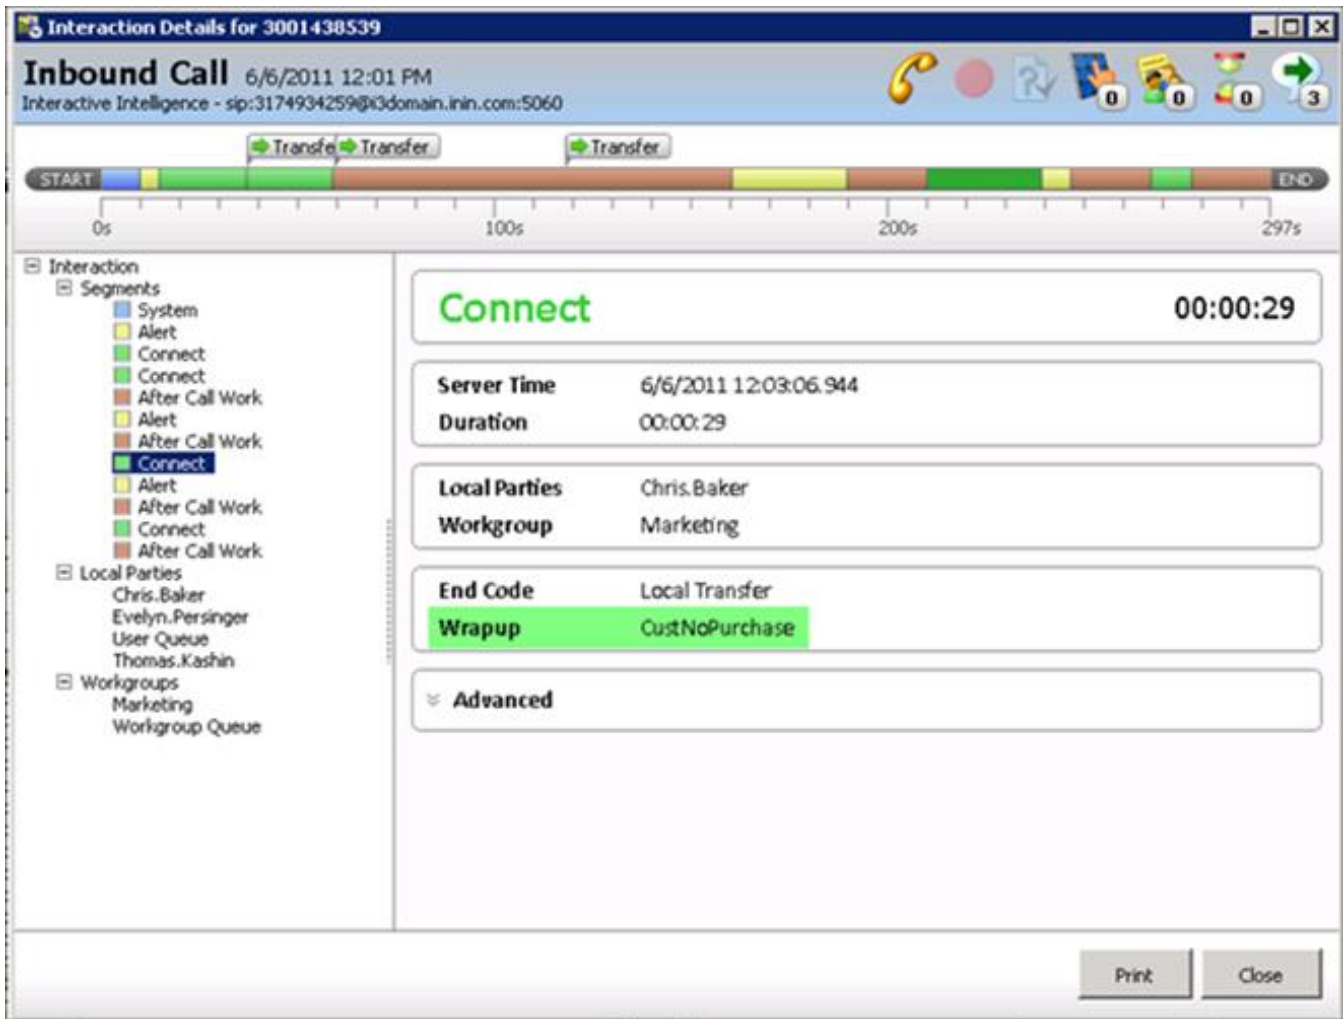 Interaction Details for 3001438539
Inbound Call 6/6/2011 12:01 PM
Interactive Intelligence - sip:3174934259@i3domain.inin.com:5060
0 0 0 3
Transfe Transfer Transfer
START END
0s 100s 200s 297s
Interaction
Segments
System
Alert
Connect
Connect
After Call Work
Alert
After Call Work
Connect
Alert
After Call Work
Connect
After Call Work
Local Parties
Chris.Baker
Evelyn.Persinger
User Queue
Thomas.Kashin
Workgroups
Marketing
Workgroup Queue
Connect 00:00:29
Server Time 6/6/2011 12:03:06.944
Duration 00:00:29
Local Parties Chris.Baker
Workgroup Marketing
End Code Local Transfer
Wrapup CustNoPurchase
Advanced
Print Close